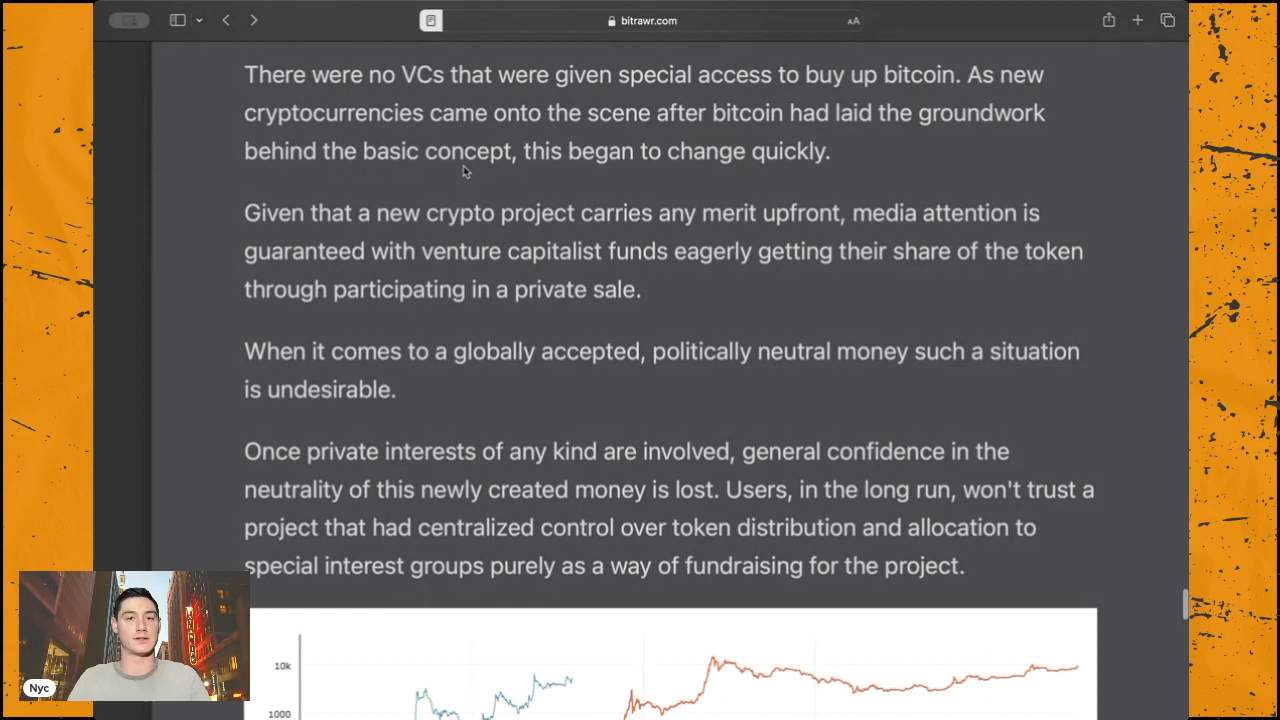 bitrawr.com
AA
There were no VCs that were given special access to buy up bitcoin. As new
cryptocurrencies came onto the scene after bitcoin had laid the groundwork
behind the basic concept, this began to change quickly.
Given that a new crypto project carries any merit upfront, media attention is
guaranteed with venture capitalist funds eagerly getting their share of the token
through participating in a private sale.
When it comes to a globally accepted, politically neutral money such a situation
is undesirable.
Once private interests of any kind are involved, general confidence in the
neutrality of this newly created money is lost. Users, in the long run, won't trust a
project that had centralized control over token distribution and allocation to
special interest groups purely as a way of fundraising for the project.
10k
1000
Nyc